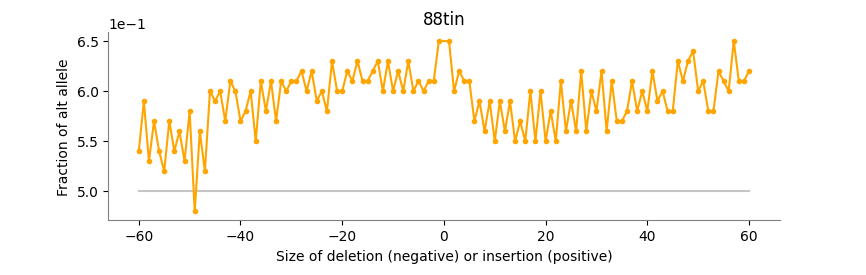 88tin
1e−1
6.5
6.0
5.5
5.0
Fraction of alt allele
−60 −40 −20 0 20 40 60
Size of deletion (negative) or insertion (positive)